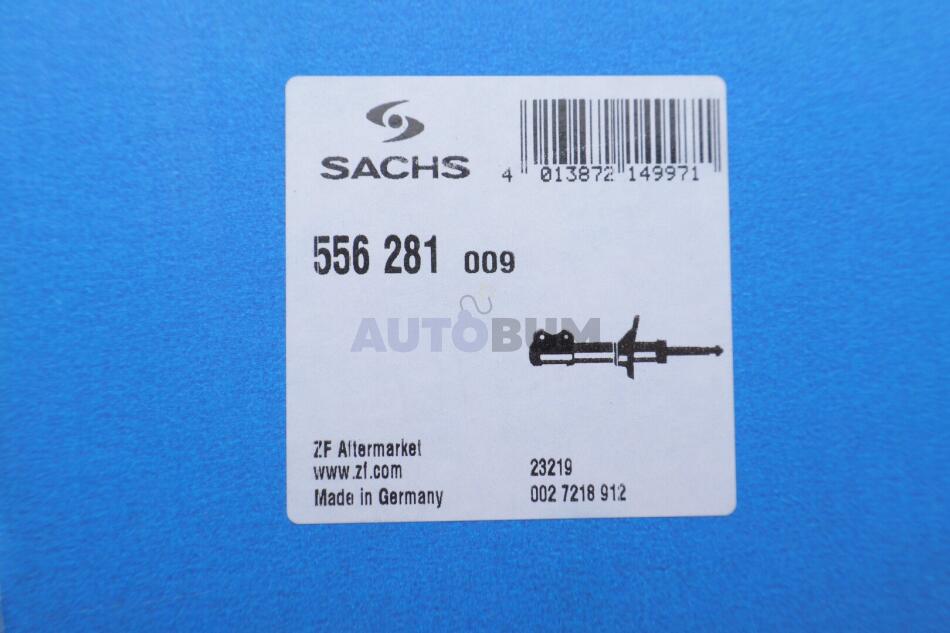 SACHS
4 013872 149971
556 281 009
AUTOBUM
ZF Aftermarket
www.zf.com
Made in Germany
23219
002 7218 912